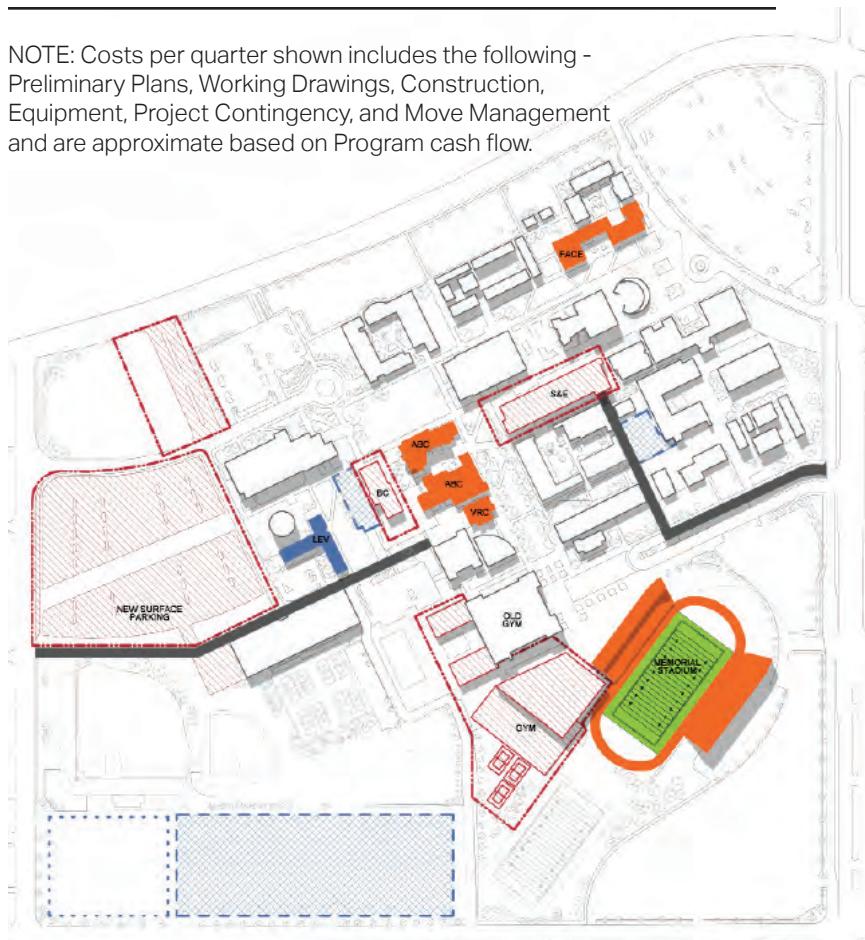 NOTE: Costs per quarter shown includes the following -
Preliminary Plans, Working Drawings, Construction,
Equipment, Project Contingency, and Move Management
and are approximate based on Program cash flow.
FACE
S&E
ABC
BC
ABC
VRC
LEV
NEW SURFACE
PARKING
OLD
GYM
MEMORIAL
STADIUM
GYM